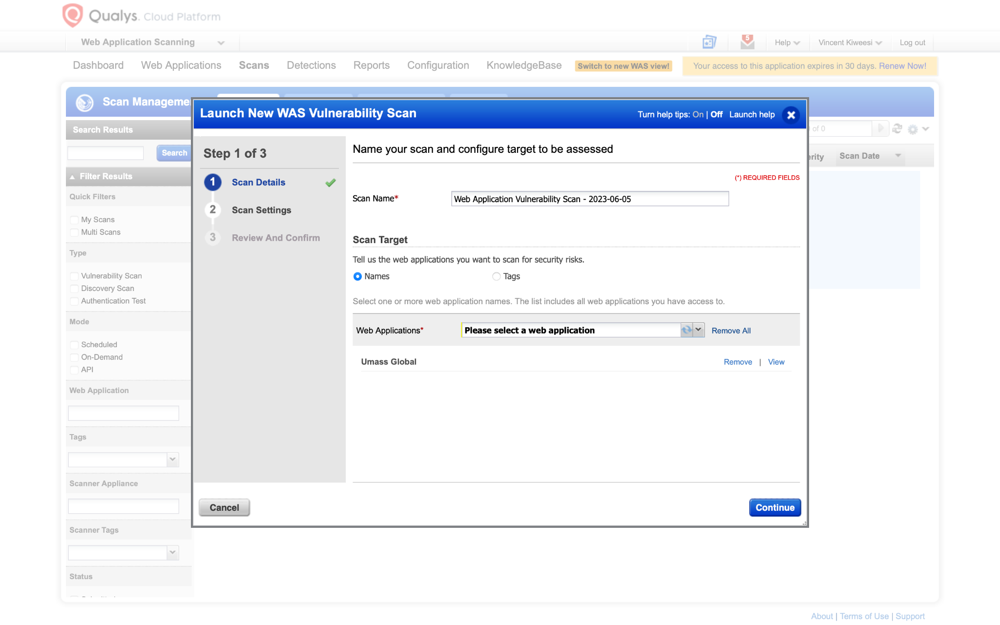 Qualys. Cloud Platform
Web Application Scanning
5
Help
Vincent Kiweesi
Log out
Dashboard
Web Applications
Scans
Detections
Reports
Configuration
KnowledgeBase
Switch to new WAS view!
Your access to this application expires in 30 days. Renew Now!
Scan Manageme
Launch New WAS Vulnerability Scan
Turn help tips: On | Off Launch help
Search Results
Search
of 0
erity
Scan Date
Filter Results
Quick Filters
My Scans
Multi Scans
Type
Vulnerability Scan
Discovery Scan
Authentication Test
Mode
Scheduled
On-Demand
API
Web Application
Tags
Scanner Appliance
Scanner Tags
Status
Step 1 of 3
1 Scan Details
2 Scan Settings
3 Review And Confirm
Name your scan and configure target to be assessed
(*) REQUIRED FIELDS
Scan Name* Web Application Vulnerability Scan - 2023-06-05
Scan Target
Tell us the web applications you want to scan for security risks.
Names Tags
Select one or more web application names. The list includes all web applications you have access to.
Web Applications* Please select a web application Remove All
Umass Global Remove | View
Cancel
Continue
About | Terms of Use | Support